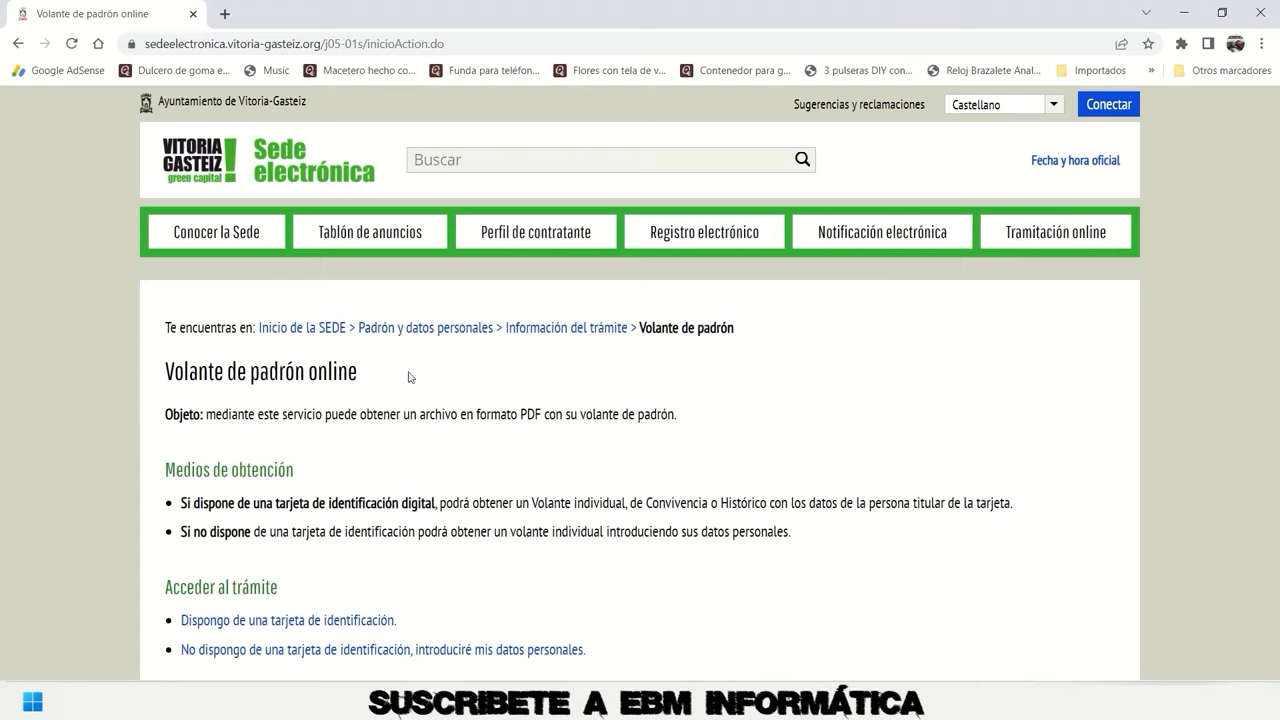 Volante de padrón online
sedeelectronica.vitoria-gasteiz.org/j05-01s/inicioAction.do
Google AdSense
Dulcero de goma e...
Music
Macetero hecho co...
Funda para teléfon...
Flores con tela de v...
Contenedor para g...
3 pulseras DIY con...
Reloj Brazalete Anal...
Importados
»
Otros marcadores
Ayuntamiento de Vitoria-Gasteiz
Sugerencias y reclamaciones
Castellano
Conectar
VITORIA
GASTEIZ
green capital
Sede
electrónica
Buscar
Fecha y hora oficial
Conocer la Sede
Tablón de anuncios
Perfil de contratante
Registro electrónico
Notificación electrónica
Tramitación online
Te encuentras en: Inicio de la SEDE > Padrón y datos personales > Información del trámite > Volante de padrón
Volante de padrón online
Objeto: mediante este servicio puede obtener un archivo en formato PDF con su volante de padrón.
Medios de obtención
• Si dispone de una tarjeta de identificación digital, podrá obtener un Volante individual, de Convivencia o Histórico con los datos de la persona titular de la tarjeta.
• Si no dispone de una tarjeta de identificación podrá obtener un volante individual introduciendo sus datos personales.
Acceder al trámite
• Dispongo de una tarjeta de identificación.
• No dispongo de una tarjeta de identificación, introduciré mis datos personales.
SUSCRIBETE A EBM INFORMÁTICA